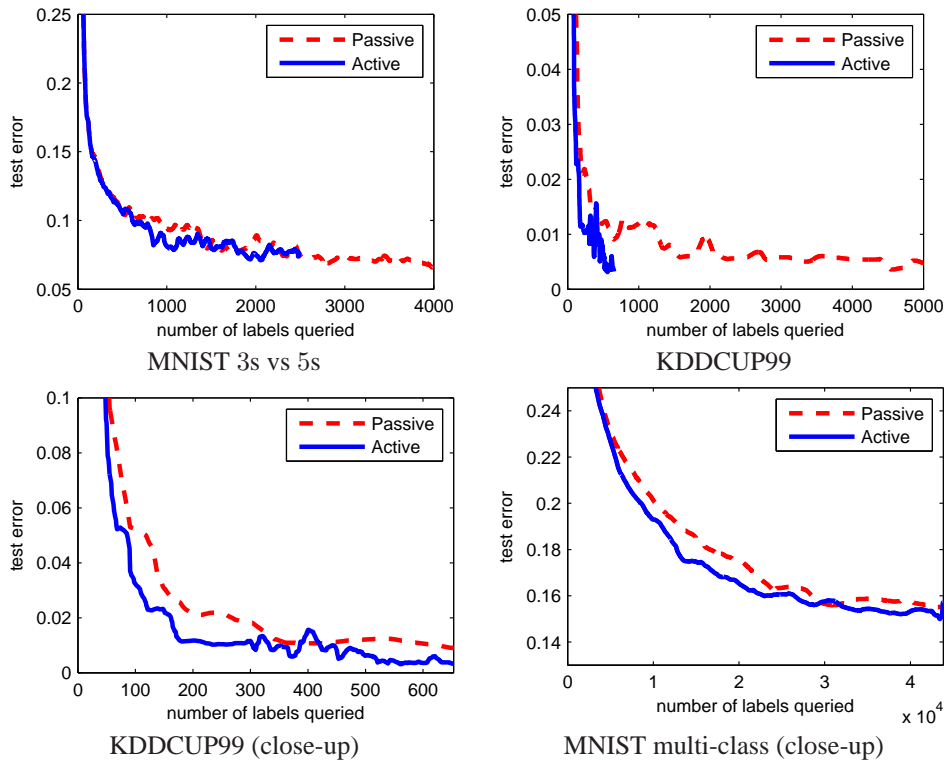 0.25
0.2
0.15
0.1
0.05
test error
0 1000 2000 3000 4000
number of labels queried
Passive
Active
MNIST 3s vs 5s
0.05
0.04
0.03
0.02
0.01
0
test error
0 1000 2000 3000 4000 5000
number of labels queried
Passive
Active
KDDCUP99
0.1
0.08
0.06
0.04
0.02
0
test error
0 100 200 300 400 500 600
number of labels queried
Passive
Active
KDDCUP99 (close-up)
0.24
0.22
0.2
0.18
0.16
0.14
test error
0 1 2 3 4
x 10^4
number of labels queried
Passive
Active
MNIST multi-class (close-up)